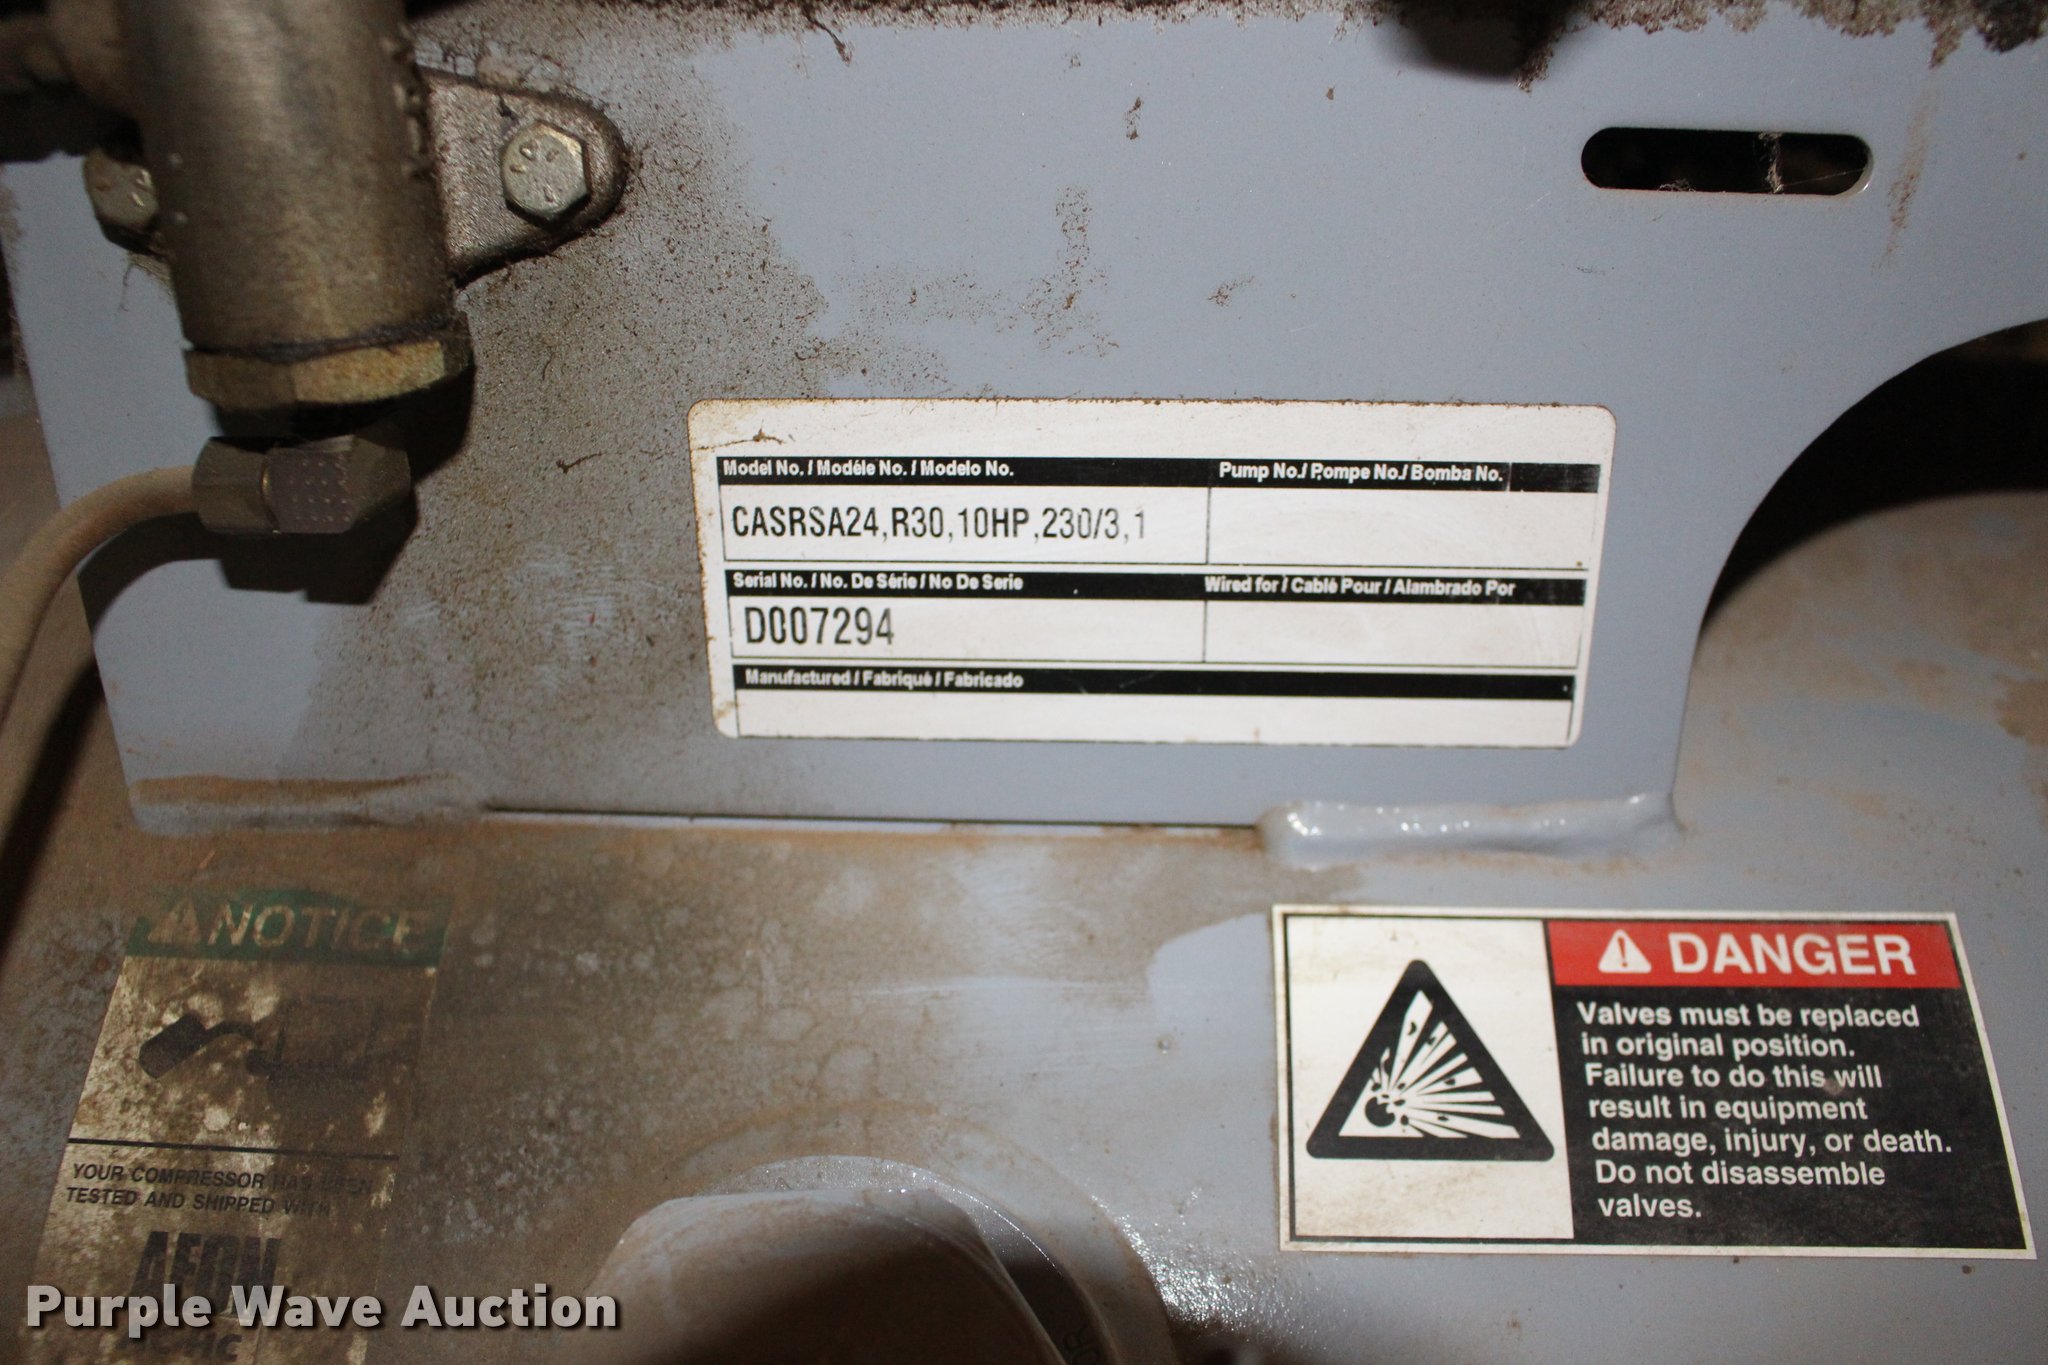 Model No. / Modéle No. / Modelo No.
Pump No./ Pompe No./ Bomba No.
CASRSA24,R30,10HP,230/3,1
Serial No. / No. De Série / No De Serie
Wired for / Cablé Pour / Alambrado Por
D007294
Manufactured / Fabriqué / Fabricado
NOTICE
YOUR COMPRESSOR HAS BEEN
TESTED AND SHIPPED WITH
AEON
DANGER
Valves must be replaced
in original position.
Failure to do this will
result in equipment
damage, injury, or death.
Do not disassemble
valves.
Purple Wave Auction